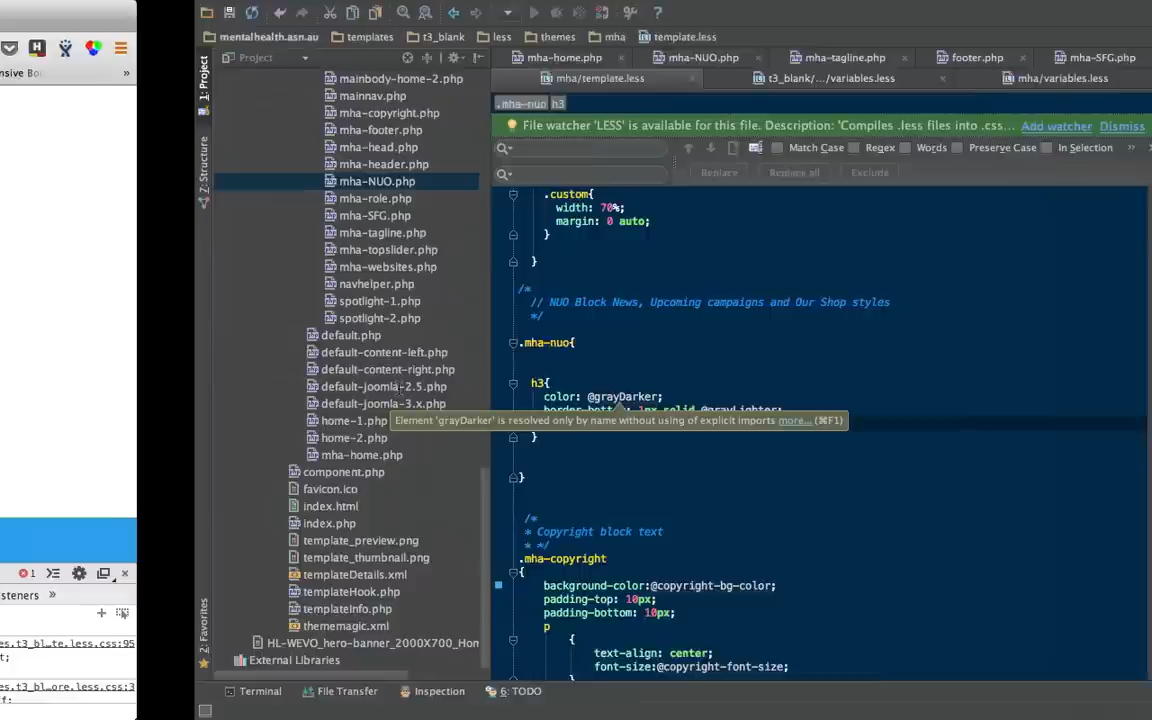 mentalhealth.asn.au templates t3_blank less themes mha template.less
nsive Bo »
Project
mha-home.php mha-NUO.php mha-tagline.php footer.php mha-SFG.php
mha/template.less t3_blank/.../variables.less mha/variables.less
.mha-nuo h3
File watcher 'LESS' is available for this file. Description: 'Compiles .less files into .css... Add watcher Dismiss
Match Case Regex Words Preserve Case In Selection »
Replace Replace all Exclude
1: Project
7: Structure
2: Favorites
mainbody-home-2.php
mainnav.php
mha-copyright.php
mha-footer.php
mha-head.php
mha-header.php
mha-NUO.php
mha-role.php
mha-SFG.php
mha-tagline.php
mha-topslider.php
mha-websites.php
navhelper.php
spotlight-1.php
spotlight-2.php
default.php
default-content-left.php
default-content-right.php
default-joomla-2.5.php
default-joomla-3.x.php
home-1.php
home-2.php
mha-home.php
component.php
favicon.ico
index.html
index.php
template_preview.png
template_thumbnail.png
templateDetails.xml
templateHook.php
templateInfo.php
thememagic.xml
HL-WEVO_hero-banner_2000X700_Hom
External Libraries
.custom{
width: 70%;
margin: 0 auto;
}
}
/*
// NUO Block News, Upcoming campaigns and Our Shop styles
*/
.mha-nuo{
h3{
color: @grayDarker;
border-bottom: 1px solid @grayLighter;
Element 'grayDarker' is resolved only by name without using of explicit imports more... (⌘F1)
}
}
/*
* Copyright block text
* */
.mha-copyright
{
background-color:@copyright-bg-color;
padding-top: 10px;
padding-bottom: 10px;
p
{
text-align: center;
font-size:@copyright-font-size;
}
1
isteners »
es.t3_bl...te.less.css:95
t;
es.t3_bl...ore.less.css:3
f;
Terminal File Transfer Inspection 6: TODO